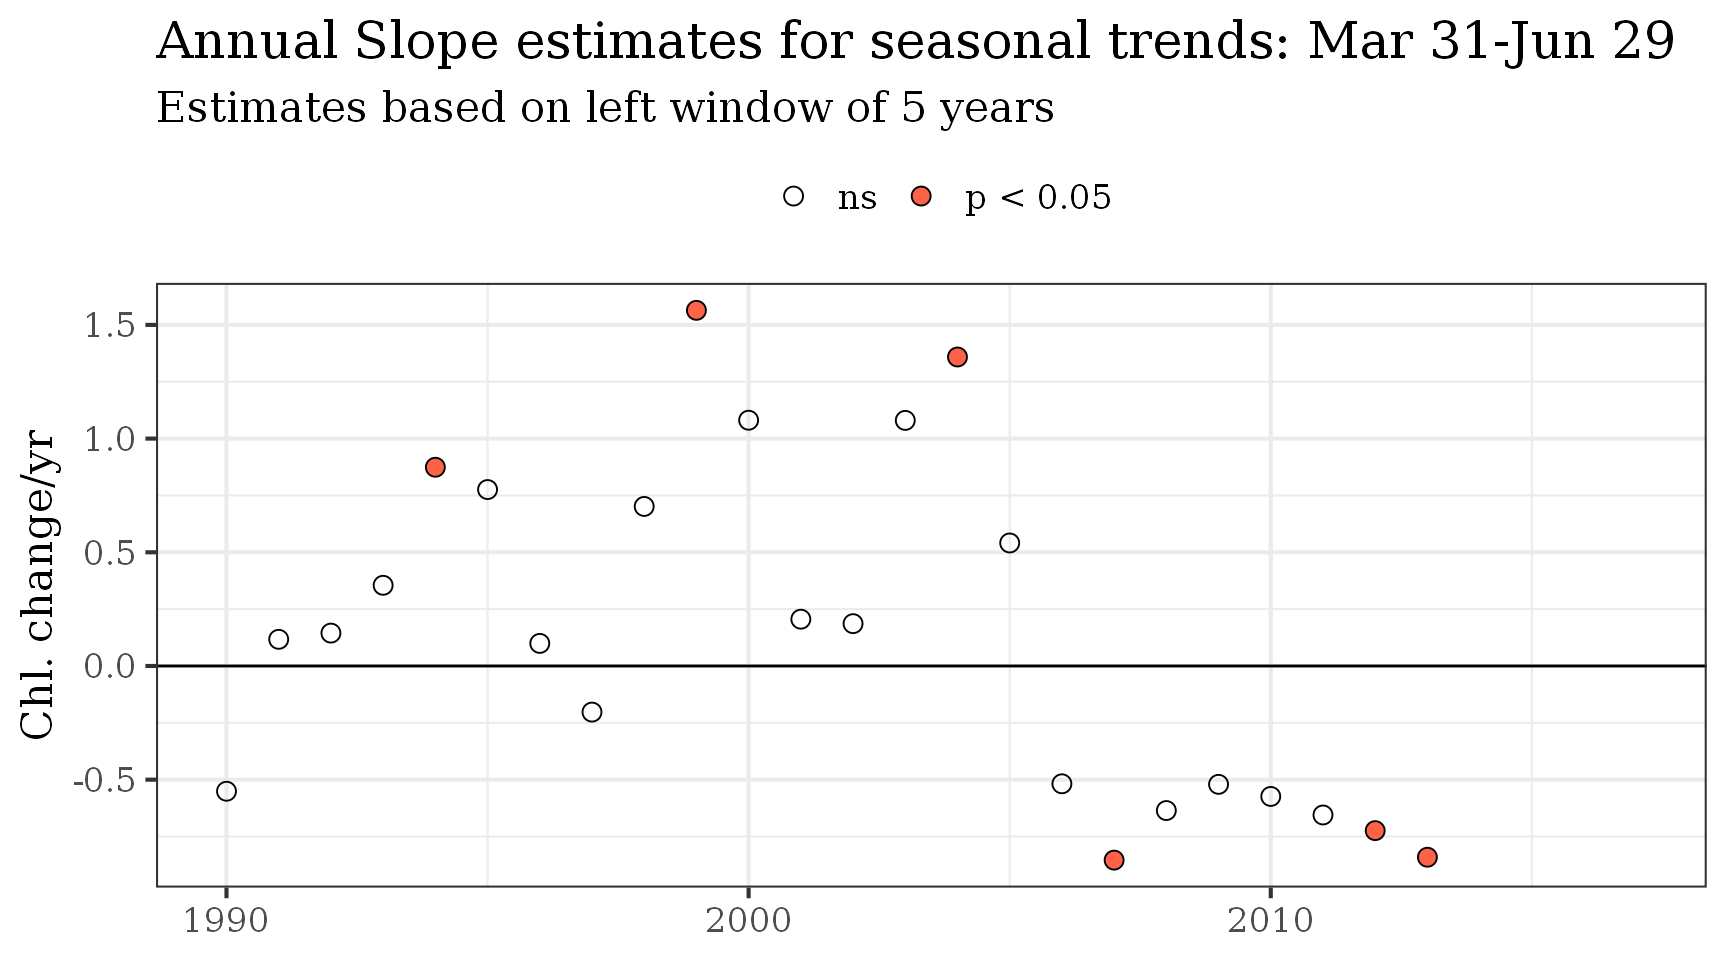 Annual Slope estimates for seasonal trends: Mar 31-Jun 29
Estimates based on left window of 5 years
ns p < 0.05
Chl. change/yr
1.5
1.0
0.5
0.0
-0.5
1990 2000 2010